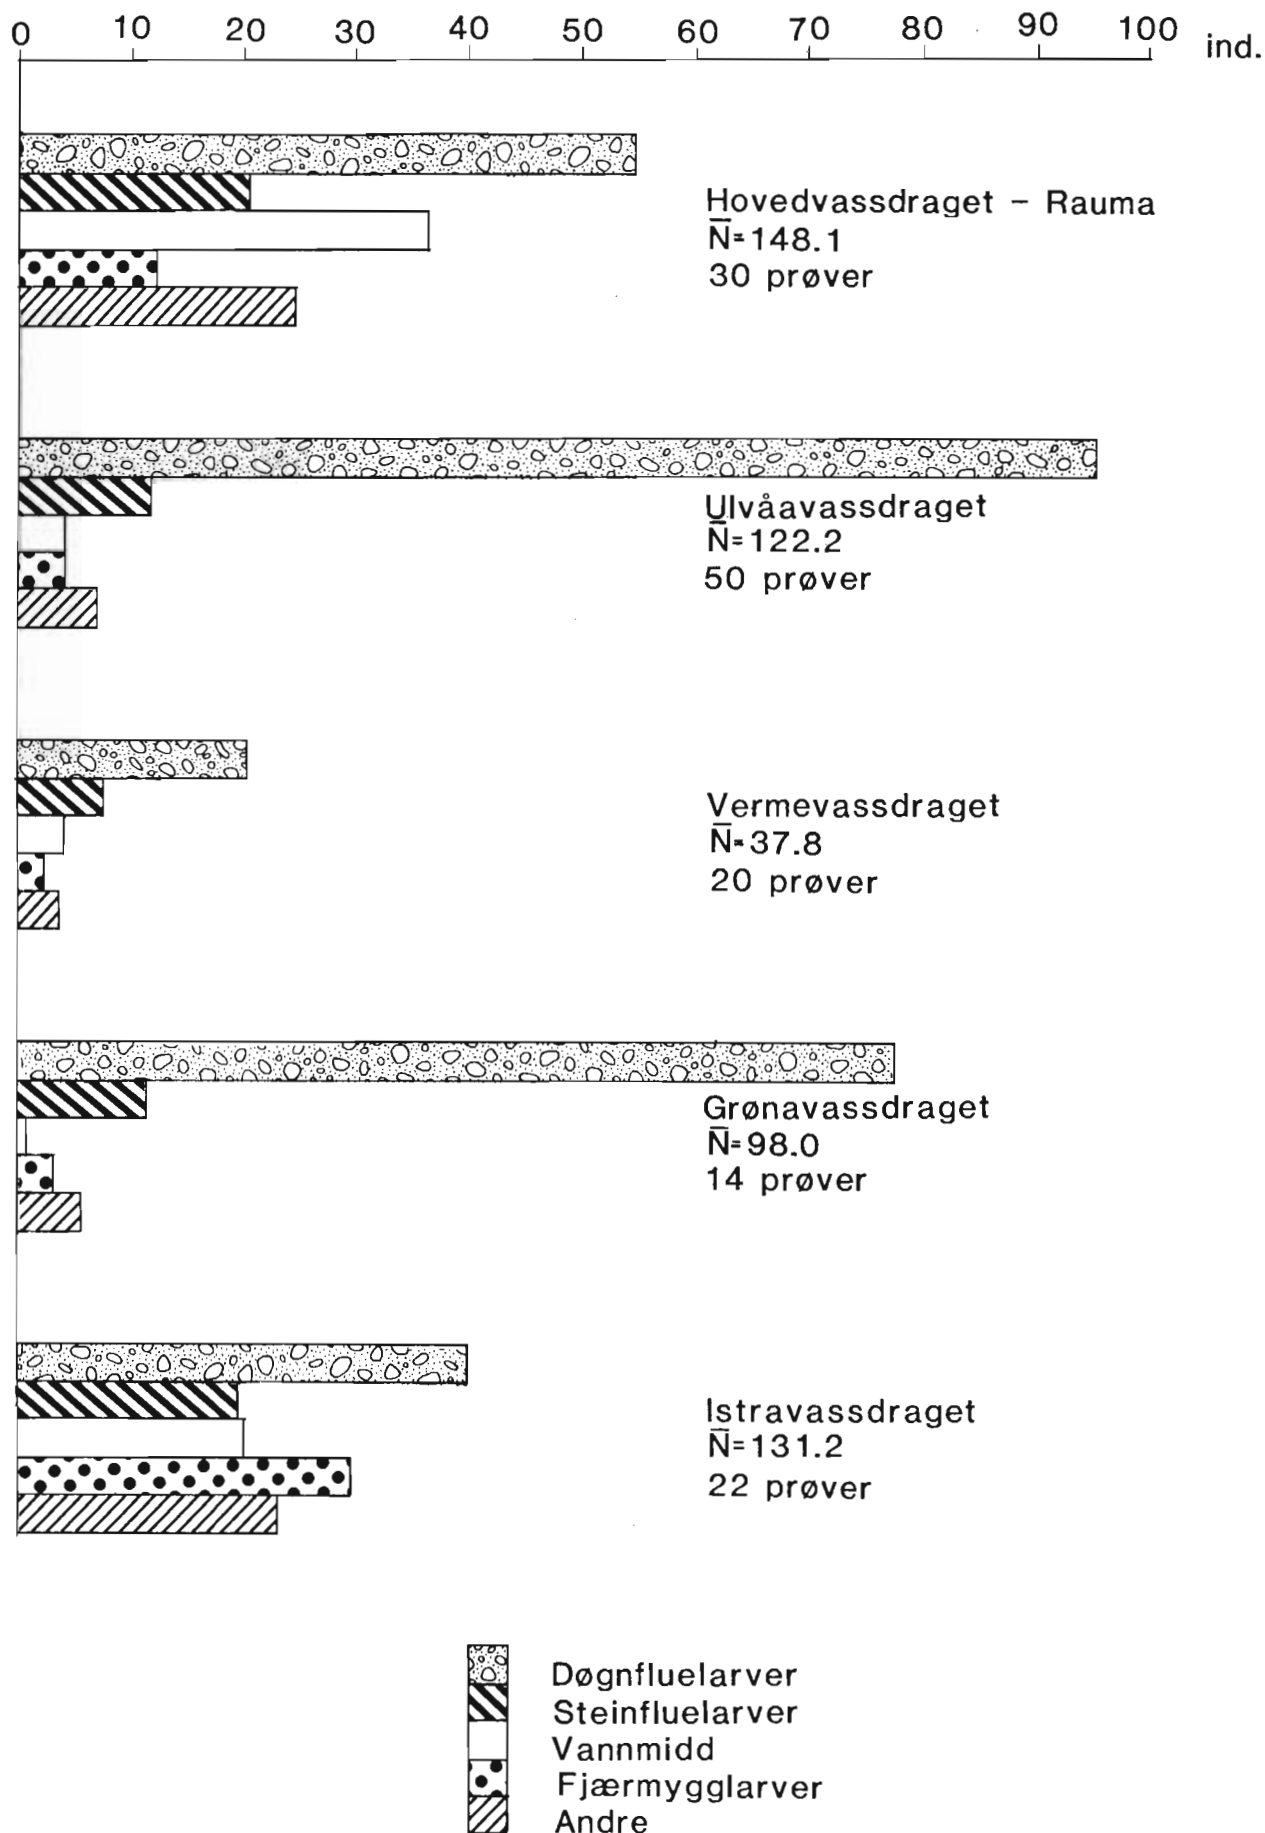 0 10 20 30 40 50 60 70 80 90 100 ind.
Hovedvassdraget – Rauma
N̅=148.1
30 prøver
Ulvåavassdraget
N̅=122.2
50 prøver
Vermevassdraget
N̅=37.8
20 prøver
Grønavassdraget
N̅=98.0
14 prøver
Istravassdraget
N̅=131.2
22 prøver
Døgnfluelarver
Steinfluelarver
Vannmidd
Fjærmygglarver
Andre